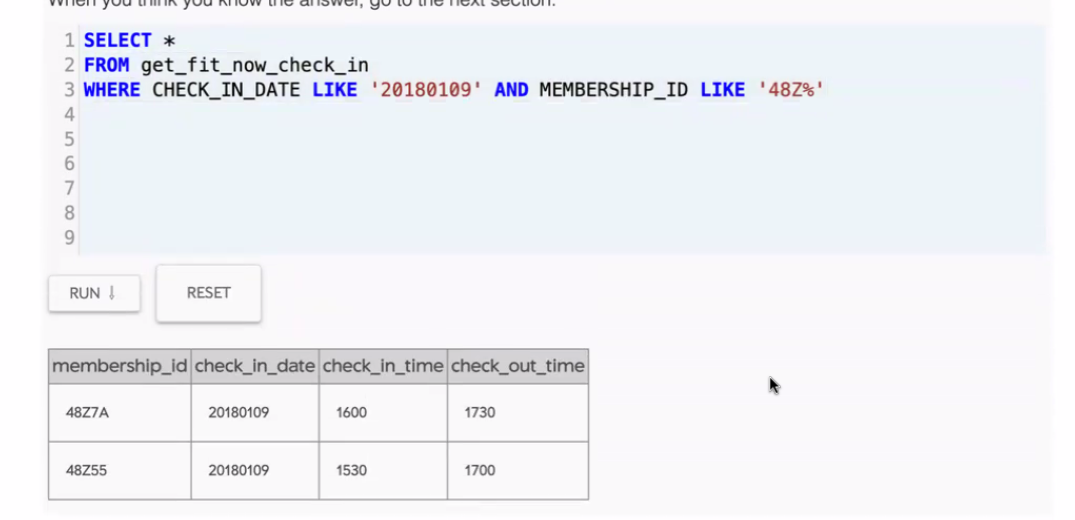 When you think you know the answer, go to the next section.
1 SELECT *
2 FROM get_fit_now_check_in
3 WHERE CHECK_IN_DATE LIKE '20180109' AND MEMBERSHIP_ID LIKE '48Z%'
4
5
6
7
8
9
RUN ↓ RESET
membership_id check_in_date check_in_time check_out_time
48Z7A 20180109 1600 1730
48Z55 20180109 1530 1700